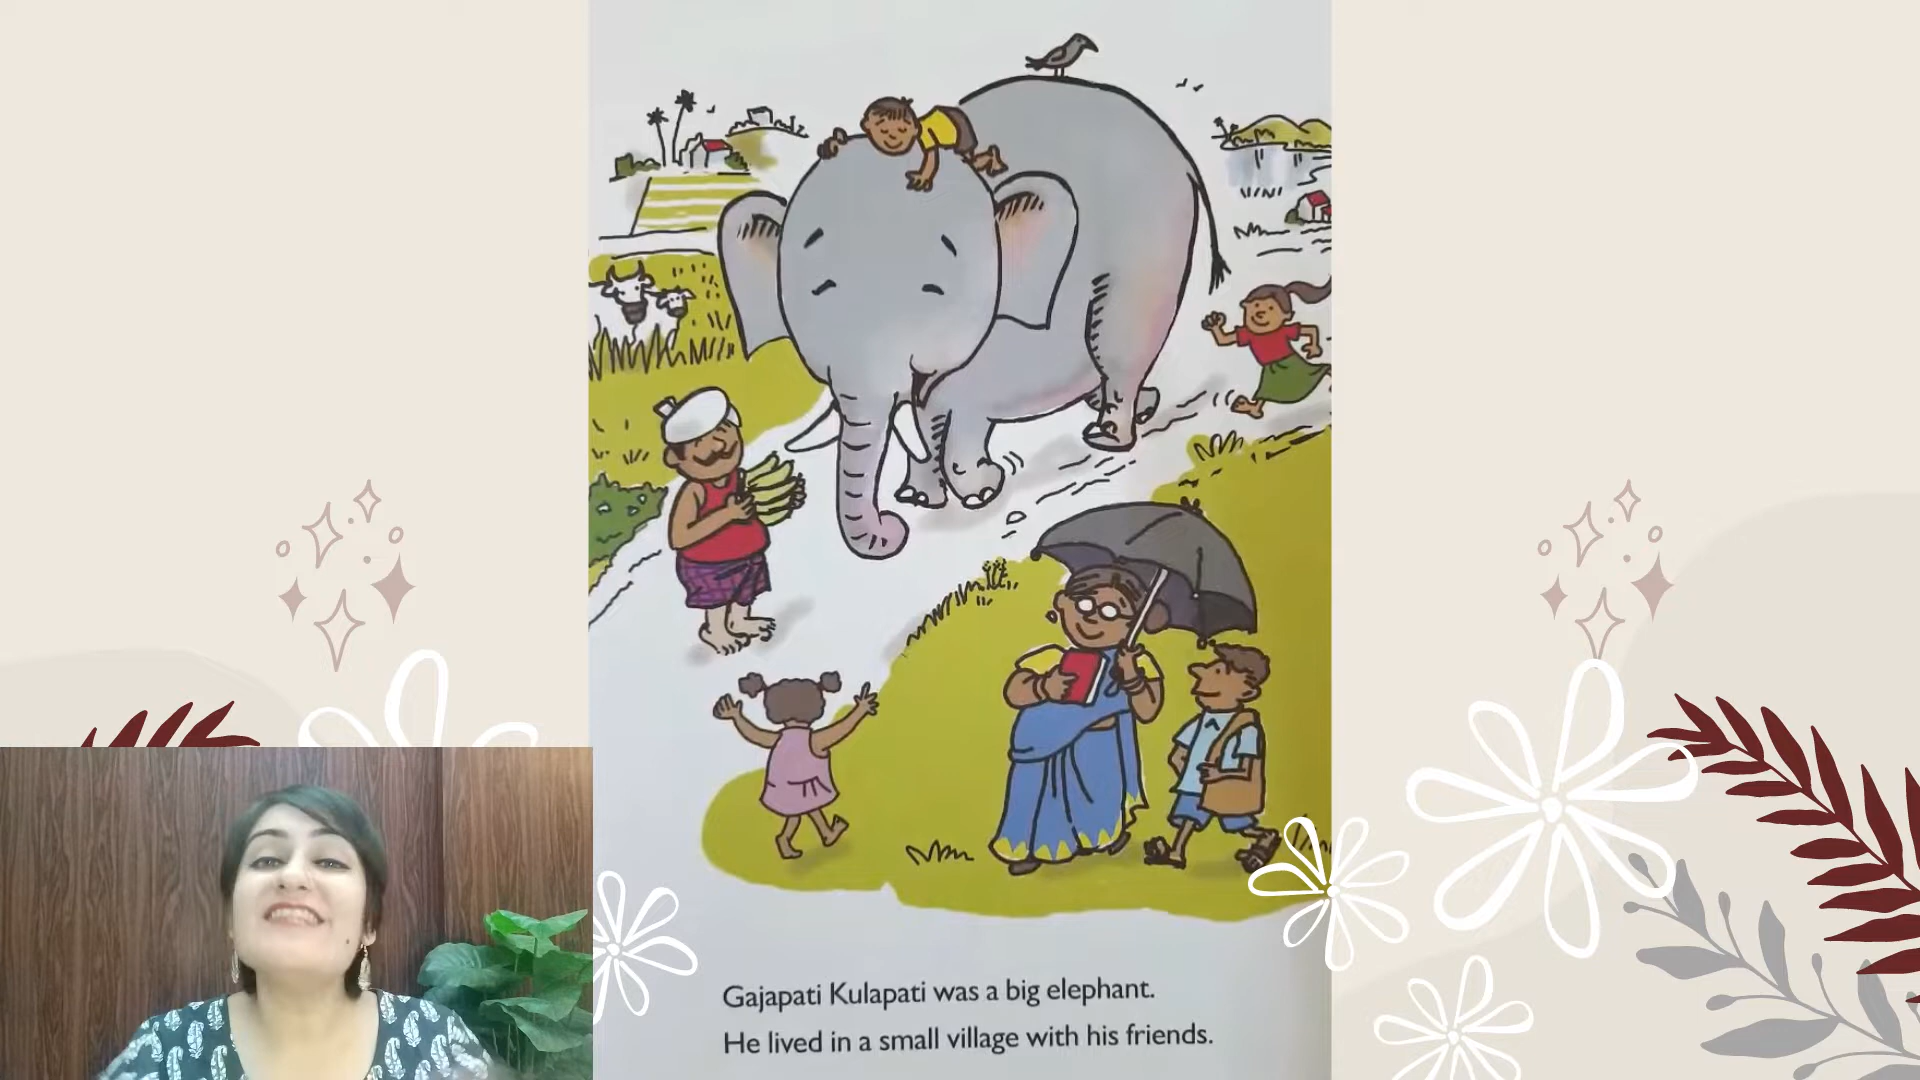 Gajapati Kulapati was a big elephant.
He lived in a small village with his friends.